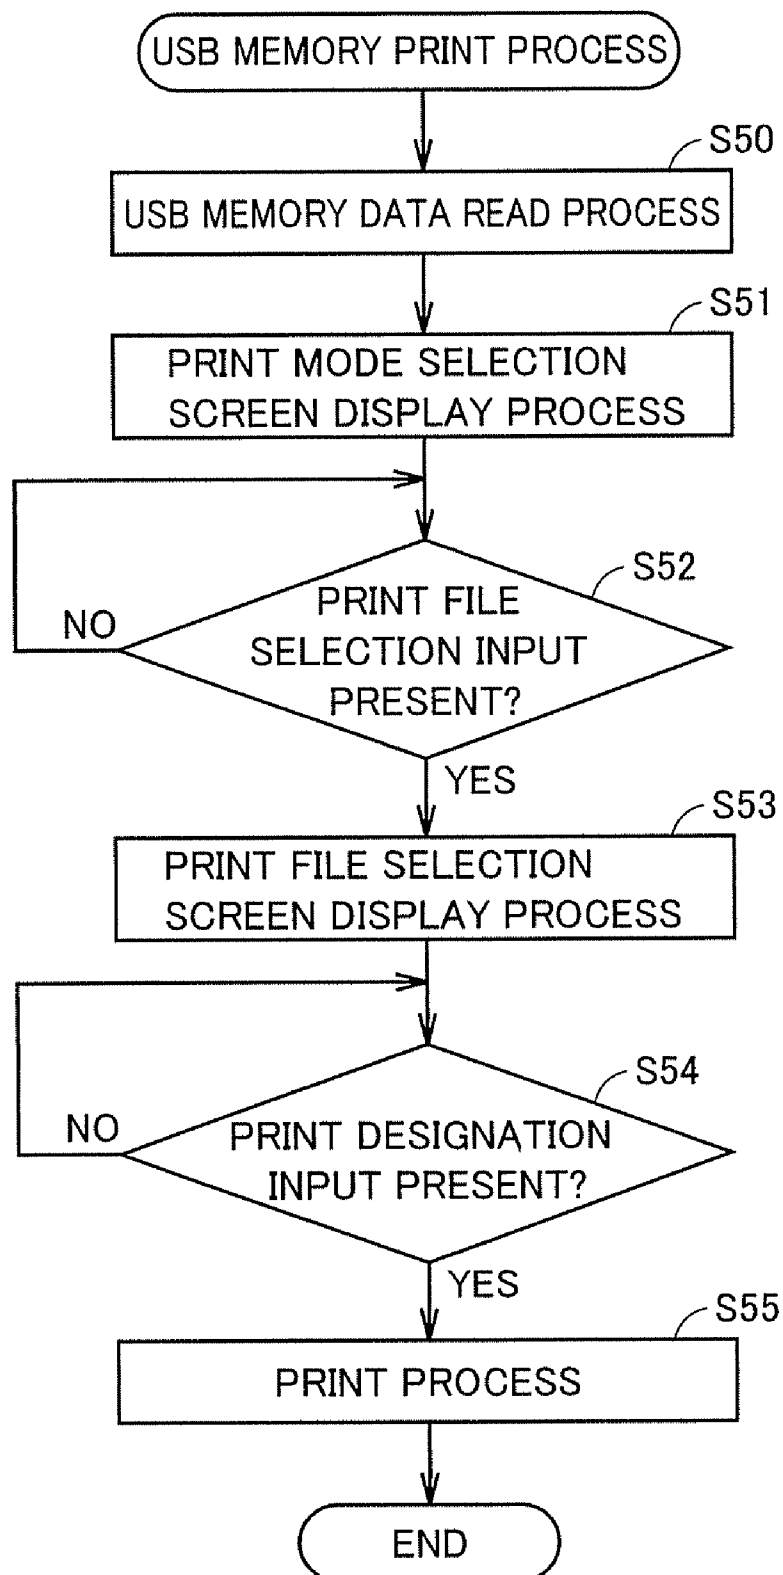 USB MEMORY PRINT PROCESS
S50
USB MEMORY DATA READ PROCESS
S51
PRINT MODE SELECTION
SCREEN DISPLAY PROCESS
S52
PRINT FILE
SELECTION INPUT
PRESENT?
NO
YES
S53
PRINT FILE SELECTION
SCREEN DISPLAY PROCESS
S54
PRINT DESIGNATION
INPUT PRESENT?
NO
YES
S55
PRINT PROCESS
END